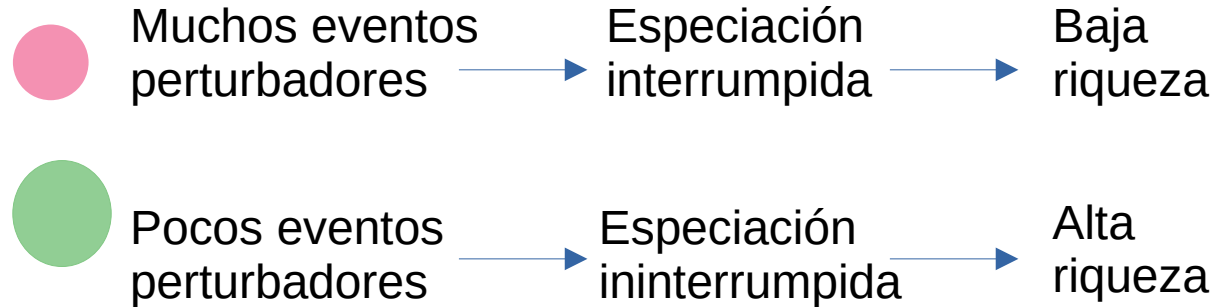 Muchos eventos
perturbadores
Especiación
interrumpida
Baja
riqueza
Pocos eventos
perturbadores
Especiación
ininterrumpida
Alta
riqueza